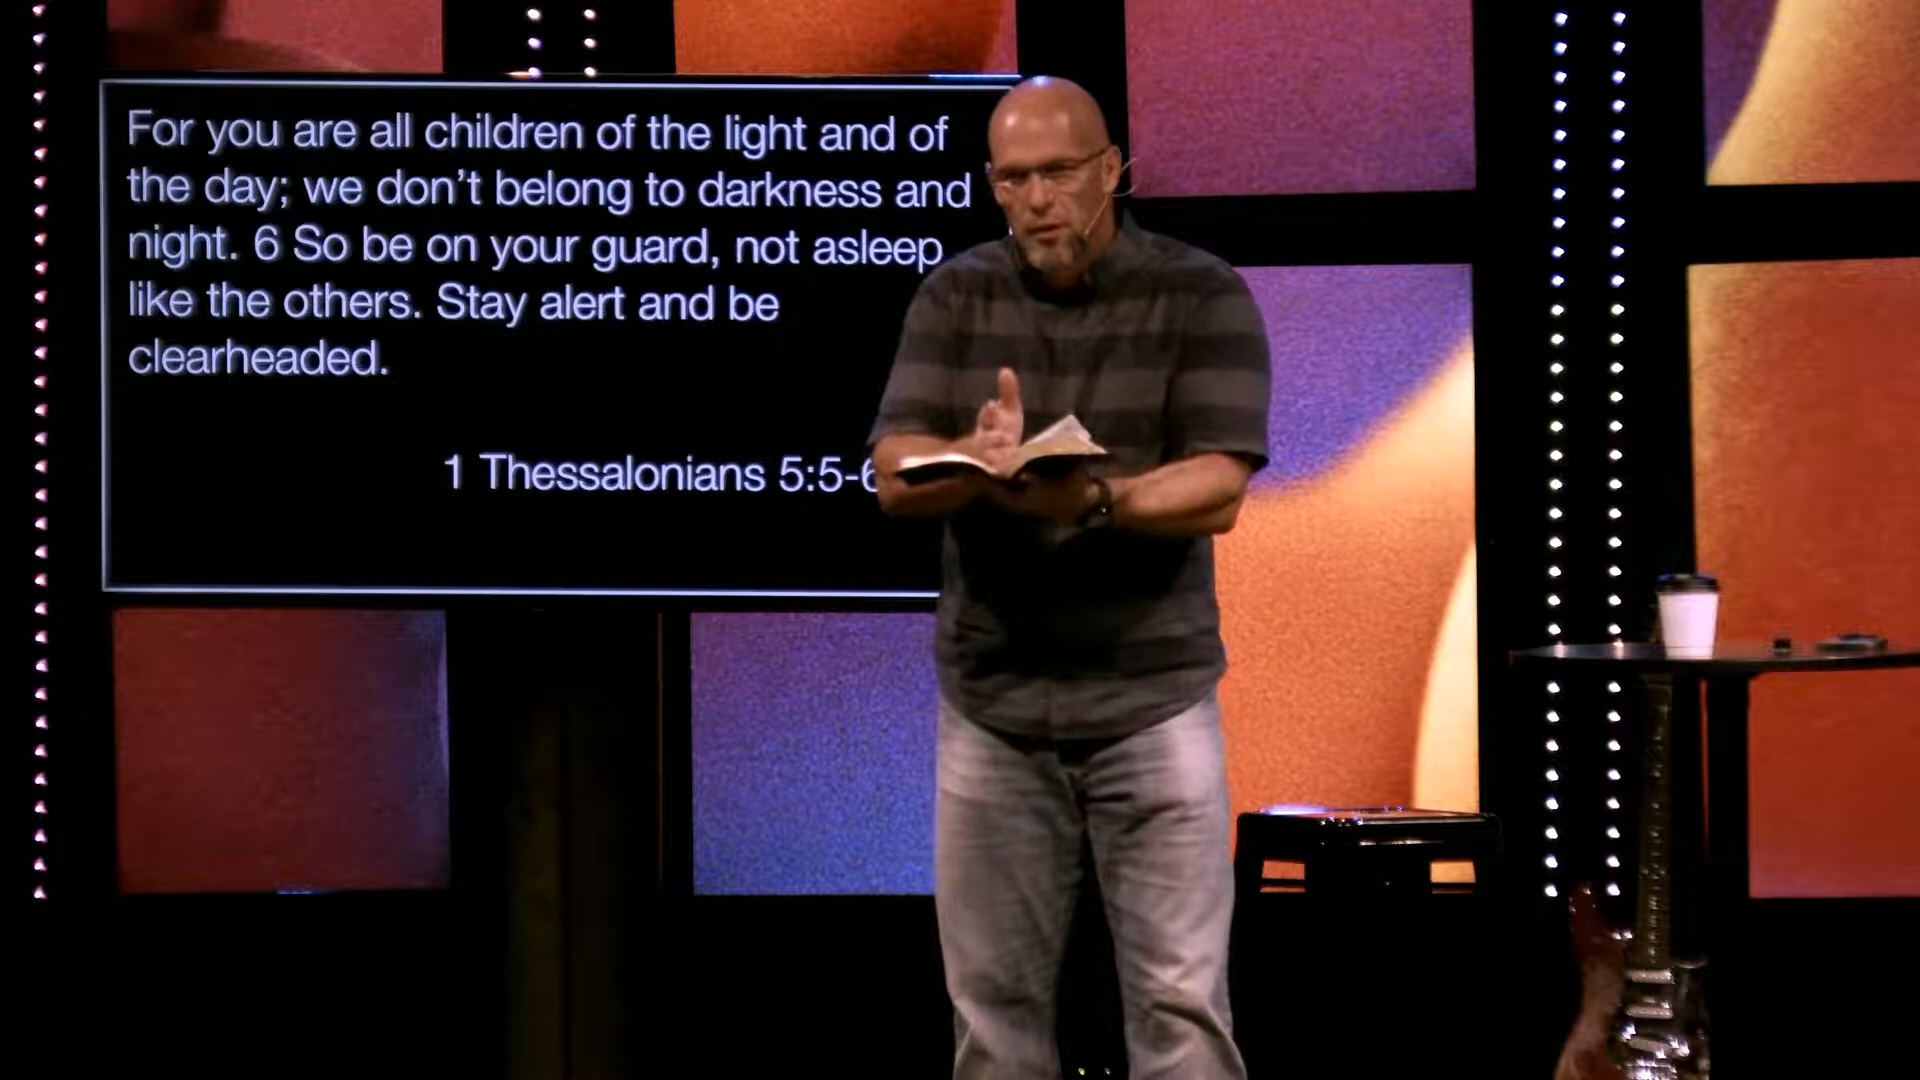 For you are all children of the light and of
the day; we don't belong to darkness and
night. 6 So be on your guard, not asleep
like the others. Stay alert and be
clearheaded.
1 Thessalonians 5:5-6